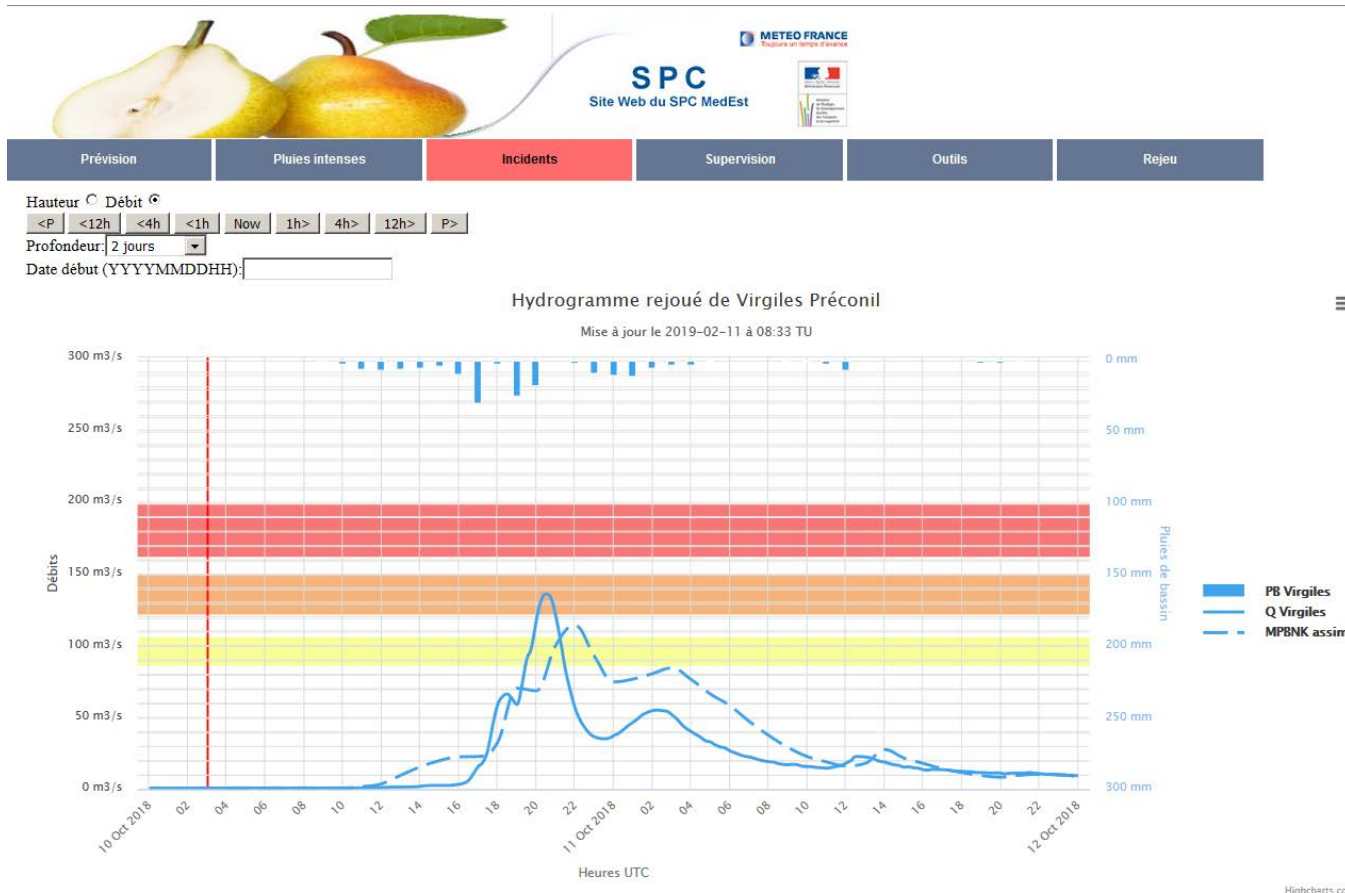 METEO FRANCE
Toujours un temps d'avance
SPC
Site Web du SPC MedEst
Prévision Pluies intenses Incidents Supervision Outils Rejeu
Hauteur Débit
<P <12h <4h <1h Now 1h> 4h> 12h> P>
Profondeur: 2 jours
Date début (YYYYMMDDHH):
Hydrogramme rejoué de Virgiles Préconil
Mise à jour le 2019-02-11 à 08:33 TU
300 m3/s 0 mm
250 m3/s 50 mm
200 m3/s 100 mm
150 m3/s 150 mm
100 m3/s 200 mm
50 m3/s 250 mm
0 m3/s 300 mm
Débits
Pluies de bassin
PB Virgiles
Q Virgiles
MPBNK assim
10 Oct 2018 02 04 06 08 10 12 14 16 18 20 22 11 Oct 2018 02 04 06 08 10 12 14 16 18 20 22 12 Oct 2018
Heures UTC
Highcharts.co